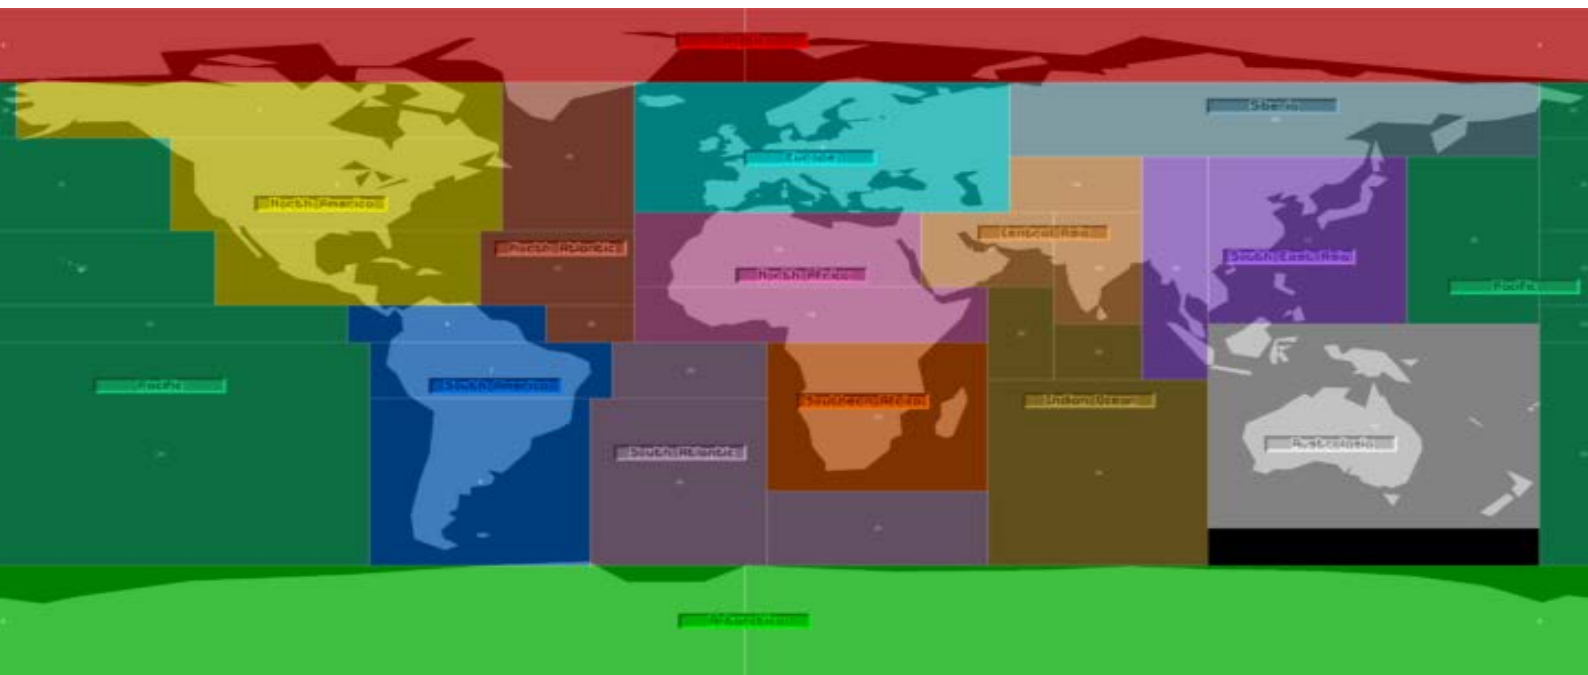 Arctic
Siberia
Europe
North America
Central Asia
North Atlantic
South East Asia
North Africa
Pacific
Pacific
South America
Southern Africa
Indian Ocean
Australasia
South Atlantic
Antarctica